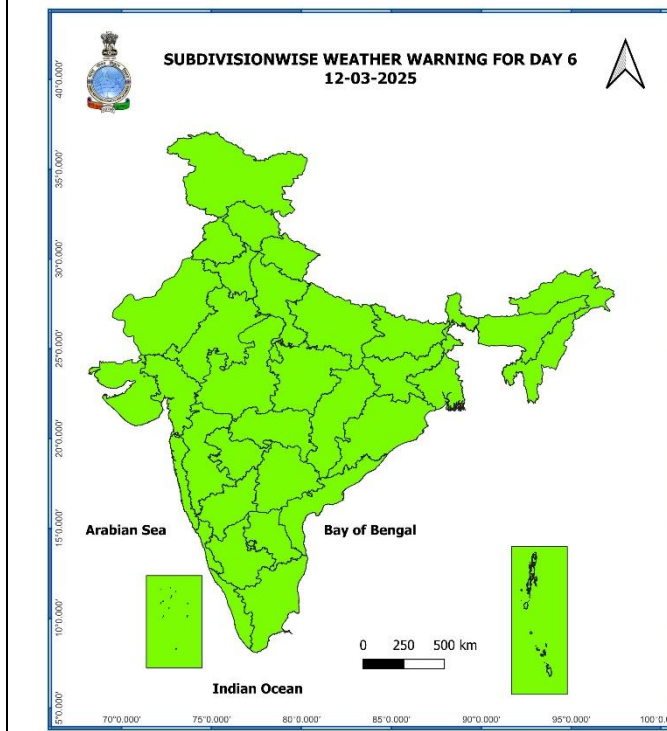 SUBDIVISIONWISE WEATHER WARNING FOR DAY 6
12-03-2025
40°0.000'
35°0.000'
30°0.000'
25°0.000'
20°0.000'
15°0.000'
10°0.000'
5°0.000'
Arabian Sea
Bay of Bengal
0 250 500 km
Indian Ocean
70°0.000' 75°0.000' 80°0.000' 85°0.000' 90°0.000' 95°0.000' 100°0.0